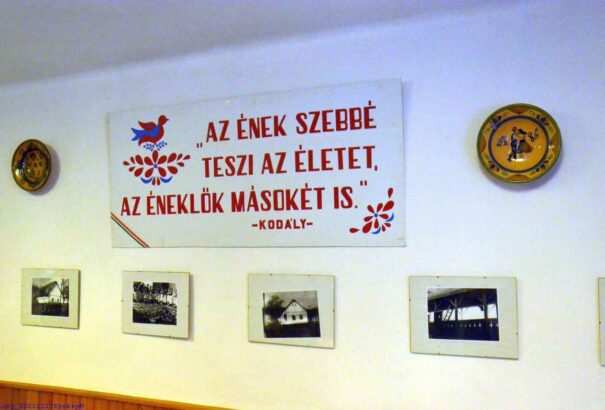 „AZ ÉNEK SZEBBÉ
TESZI AZ ÉLETET,
AZ ÉNEKLŐK MÁSOKÉT IS."
-KODÁLY-